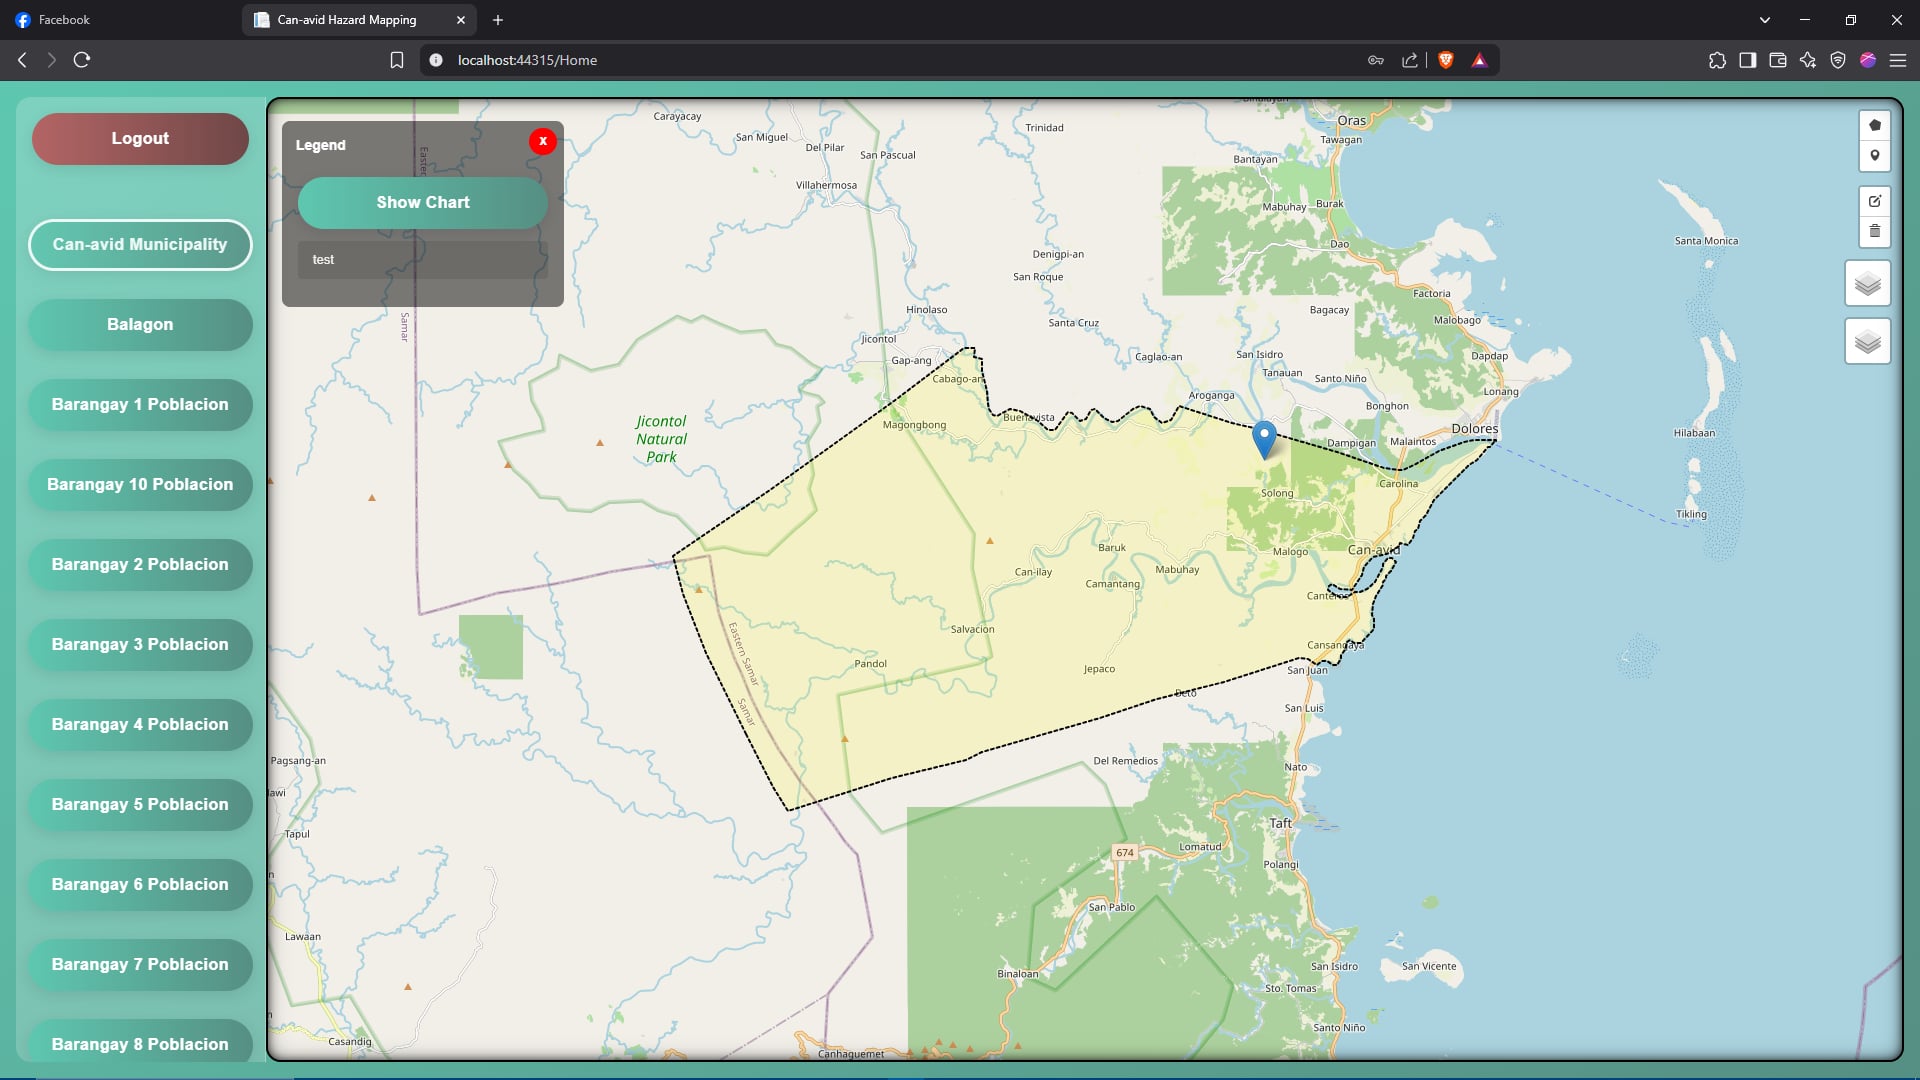 Facebook
Can-avid Hazard Mapping
localhost:44315/Home
Logout
Can-avid Municipality
Balagon
Barangay 1 Poblacion
Barangay 10 Poblacion
Barangay 2 Poblacion
Barangay 3 Poblacion
Barangay 4 Poblacion
Barangay 5 Poblacion
Barangay 6 Poblacion
Barangay 7 Poblacion
Barangay 8 Poblacion
Legend
x
Show Chart
test
Carayacay
San Miguel
Del Pilar
San Pascual
Villahermosa
Trinidad
Oras
Tawagan
Bantayan
Mabuhay
Burak
Dao
Denigpi-an
San Roque
Santa Monica
Factoria
Hinolaso
Santa Cruz
Bagacay
Malobago
Samar
Jicontol
Gap-ang
Caglao-an
San Isidro
Dapdap
Cabago-an
Tanauan
Santo Niño
Lonang
Aroganga
Bonghon
Jicontol
Natural
Park
Magongbong
Buenavista
Dampigan
Malaintos
Dolores
Hilabaan
Solong
Carolina
Tikling
Baruk
Malogo
Can-avid
Can-ilay
Mabuhay
Camantang
Canteros
Salvacion
Cansangaya
Eastern Samar
Samar
Pandol
Jepaco
San Juan
Beto
San Luis
Pagsang-an
Del Remedios
Nato
awi
Tapul
Taft
674
Lomatud
Polangi
San Pablo
Lawaan
Binaloan
San Isidro
San Vicente
Sto. Tomas
Santo Niño
Casandig
Canhaguemet